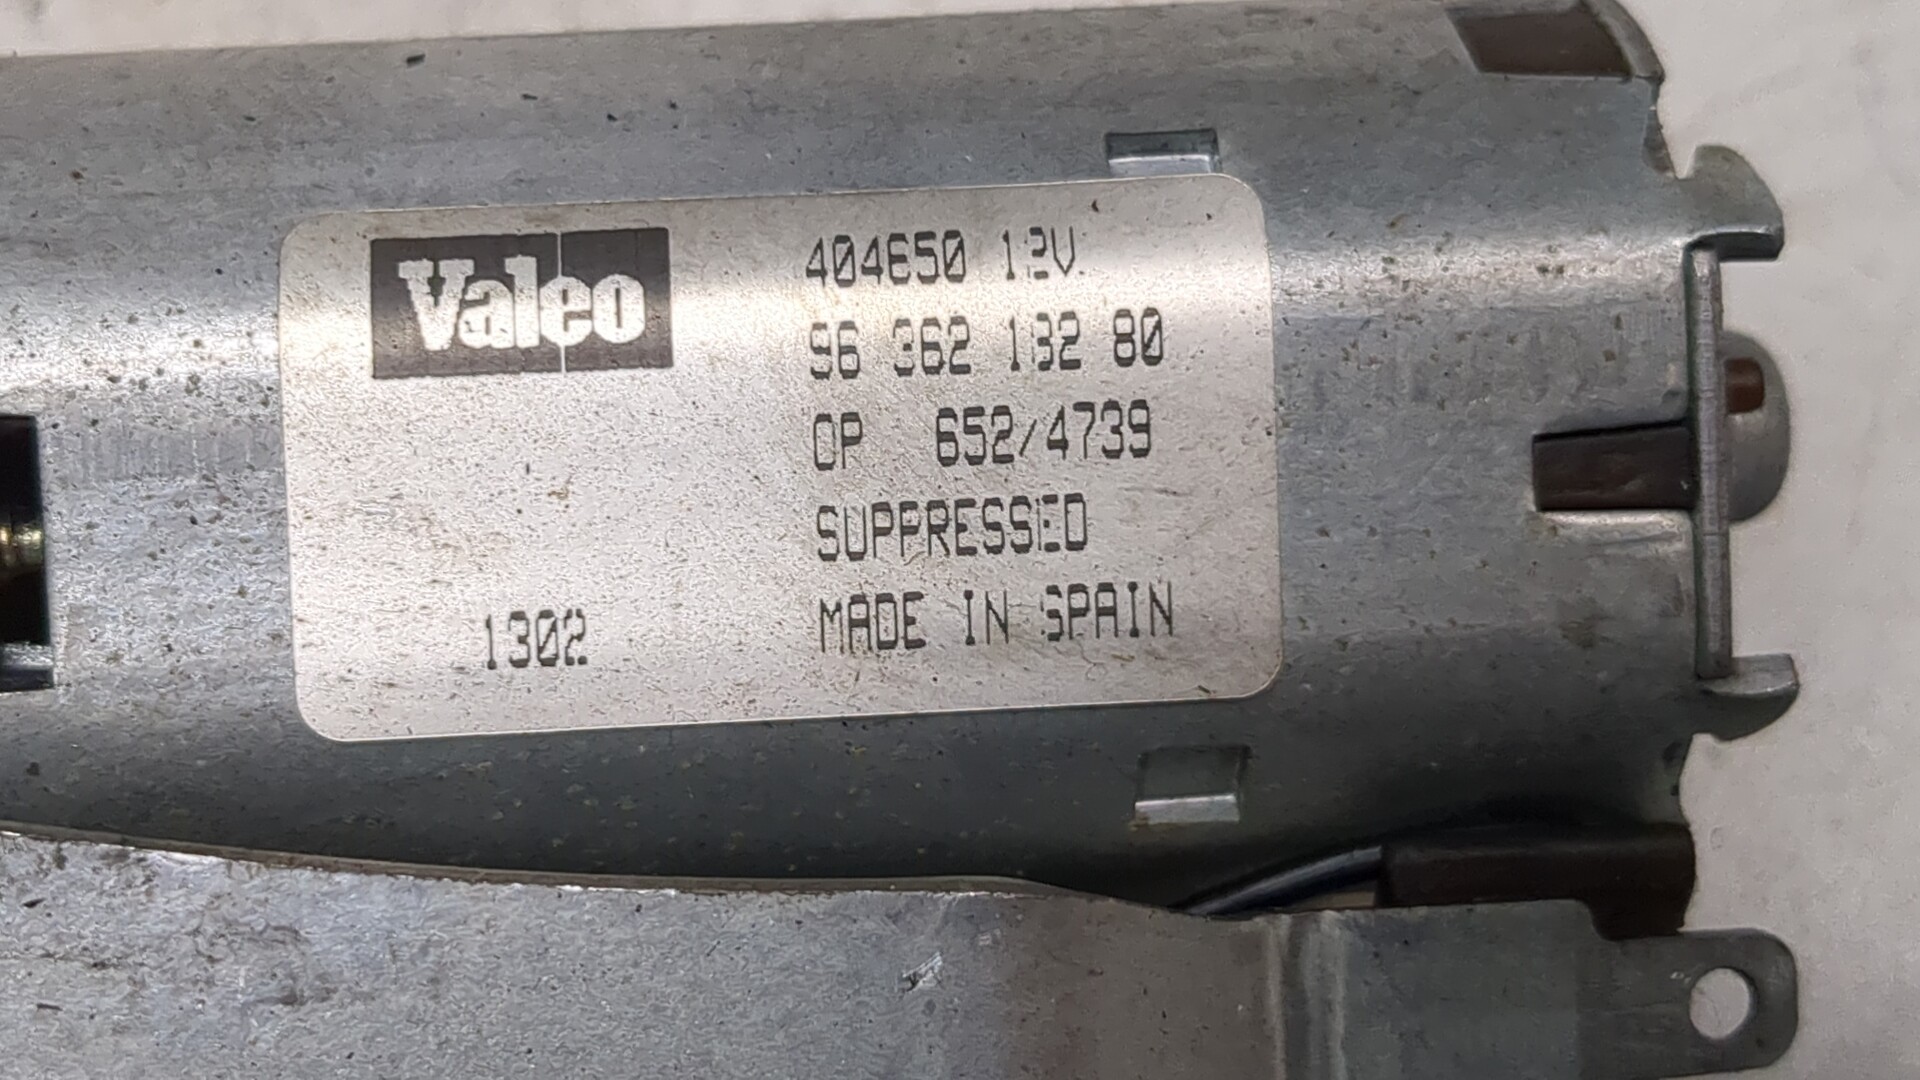 Valeo
404650 12V
96 362 132 80
OP 652/4739
SUPPRESSED
MADE IN SPAIN
1302